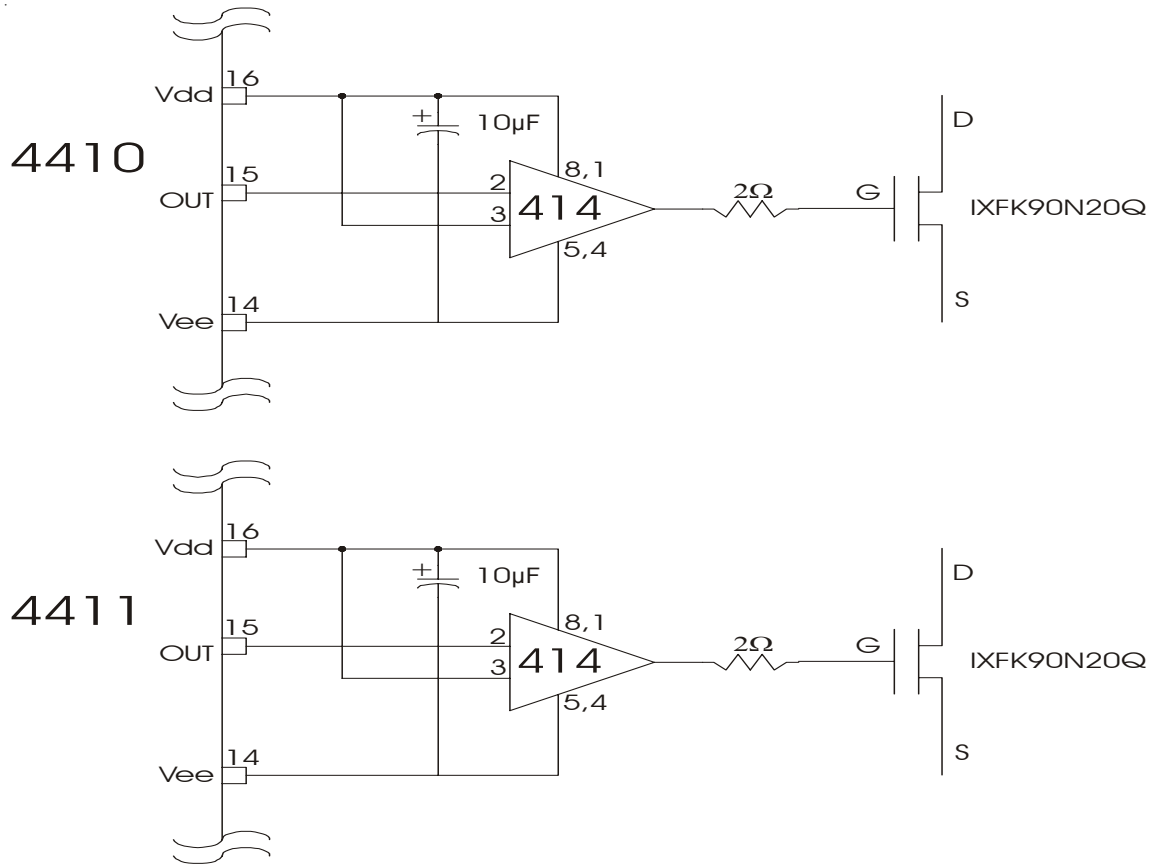 16
Vdd
+ 10µF
4410
15
OUT
8,1
2
3
414
5,4
2Ω
G
D
IXFK90N20Q
S
14
Vee
16
Vdd
+ 10µF
4411
15
OUT
8,1
2
3
414
5,4
2Ω
G
D
IXFK90N20Q
S
14
Vee